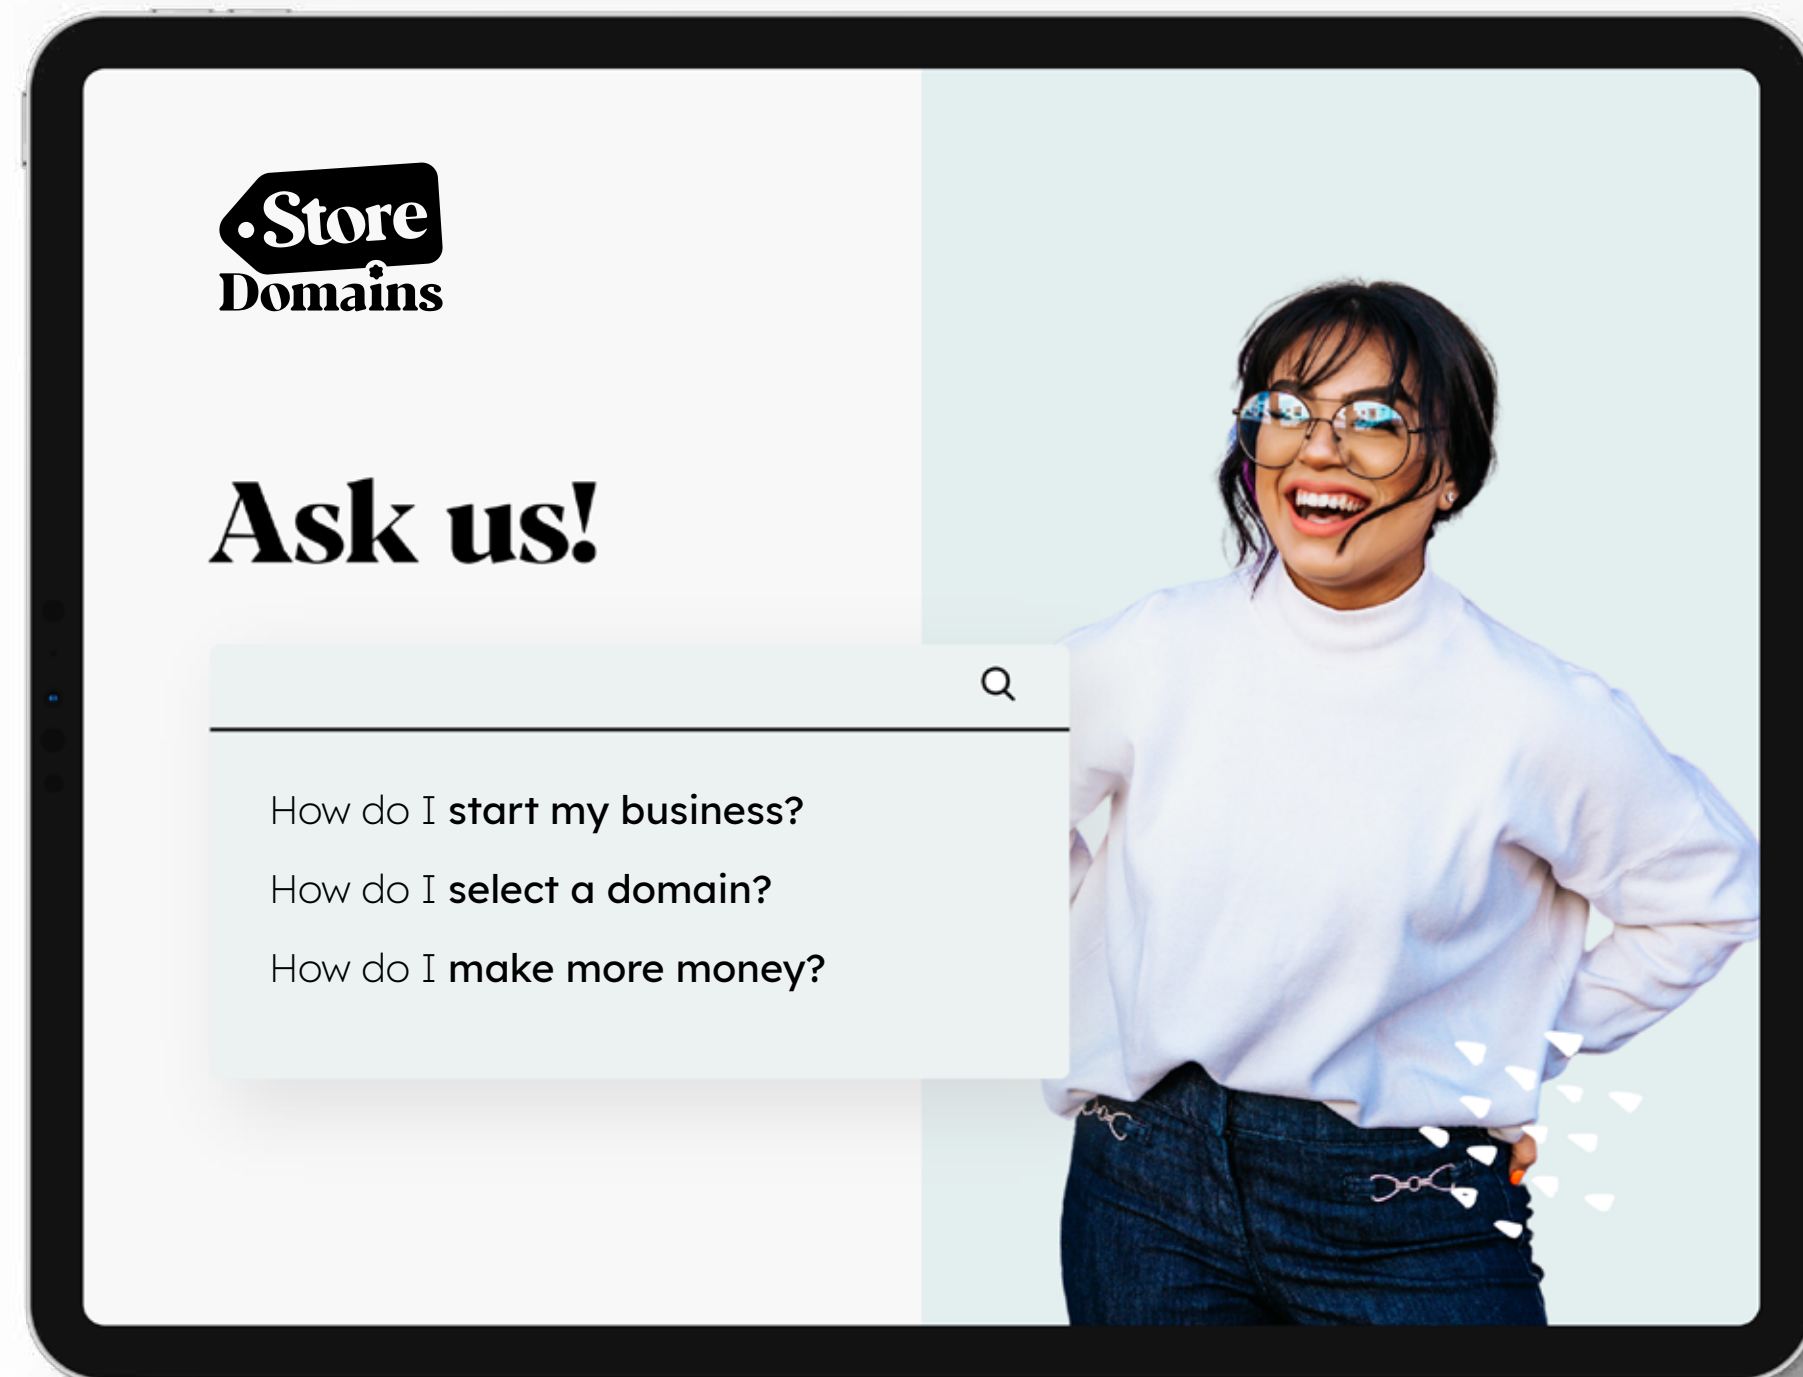 Store
Domains
Ask us!
How do I start my business?
How do I select a domain?
How do I make more money?